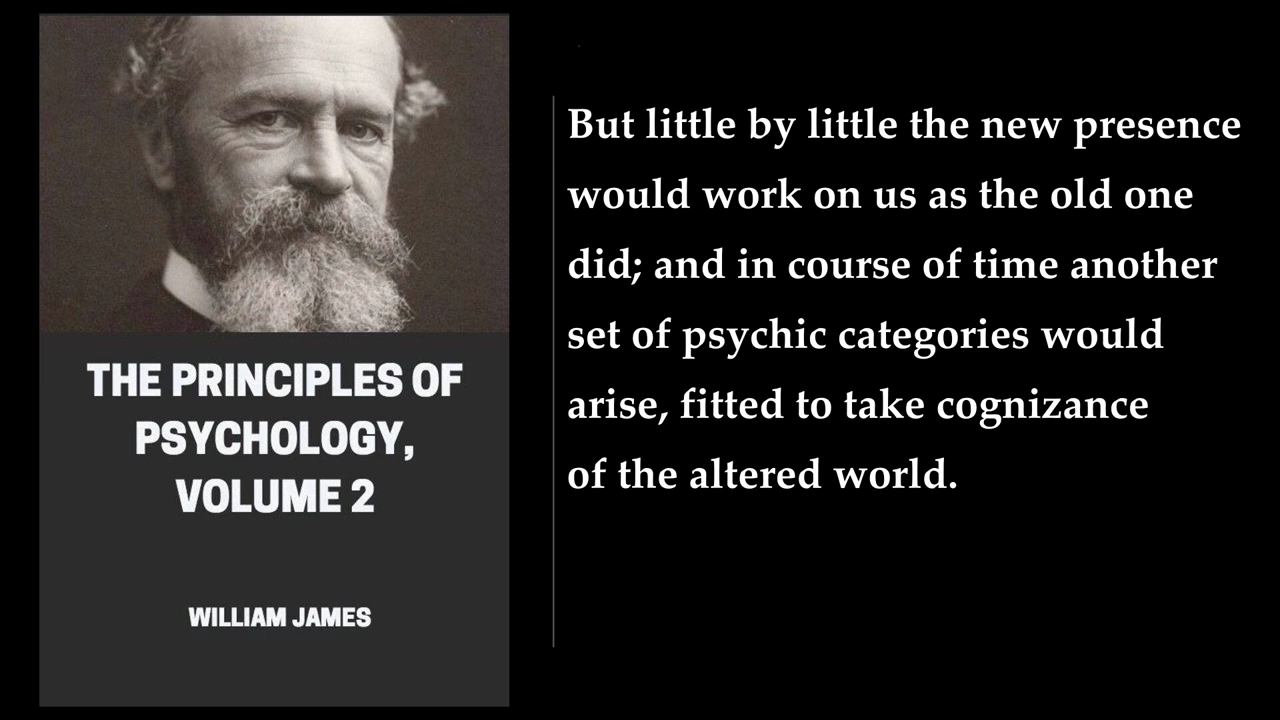 THE PRINCIPLES OF
PSYCHOLOGY,
VOLUME 2
WILLIAM JAMES
But little by little the new presence
would work on us as the old one
did; and in course of time another
set of psychic categories would
arise, fitted to take cognizance
of the altered world.